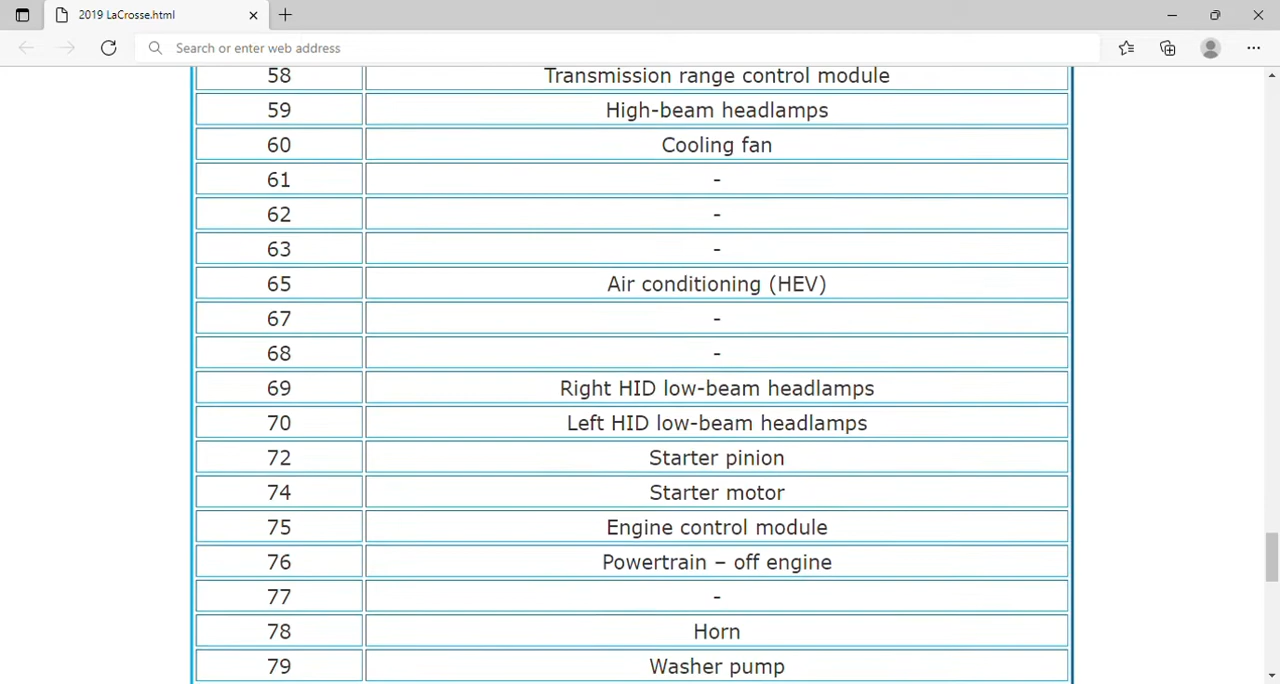 2019 LaCrosse.html
Search or enter web address
58 Transmission range control module
59 High-beam headlamps
60 Cooling fan
61 -
62 -
63 -
65 Air conditioning (HEV)
67 -
68 -
69 Right HID low-beam headlamps
70 Left HID low-beam headlamps
72 Starter pinion
74 Starter motor
75 Engine control module
76 Powertrain – off engine
77 -
78 Horn
79 Washer pump